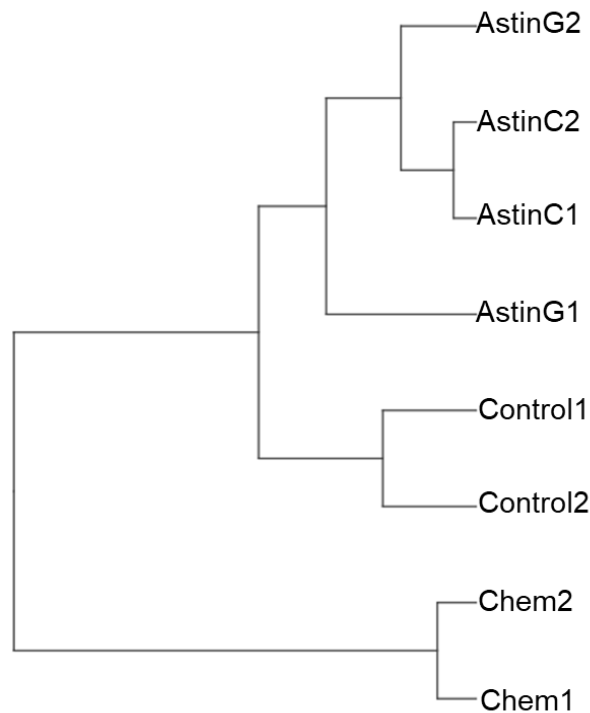 AstinG2
AstinC2
AstinC1
AstinG1
Control1
Control2
Chem2
Chem1